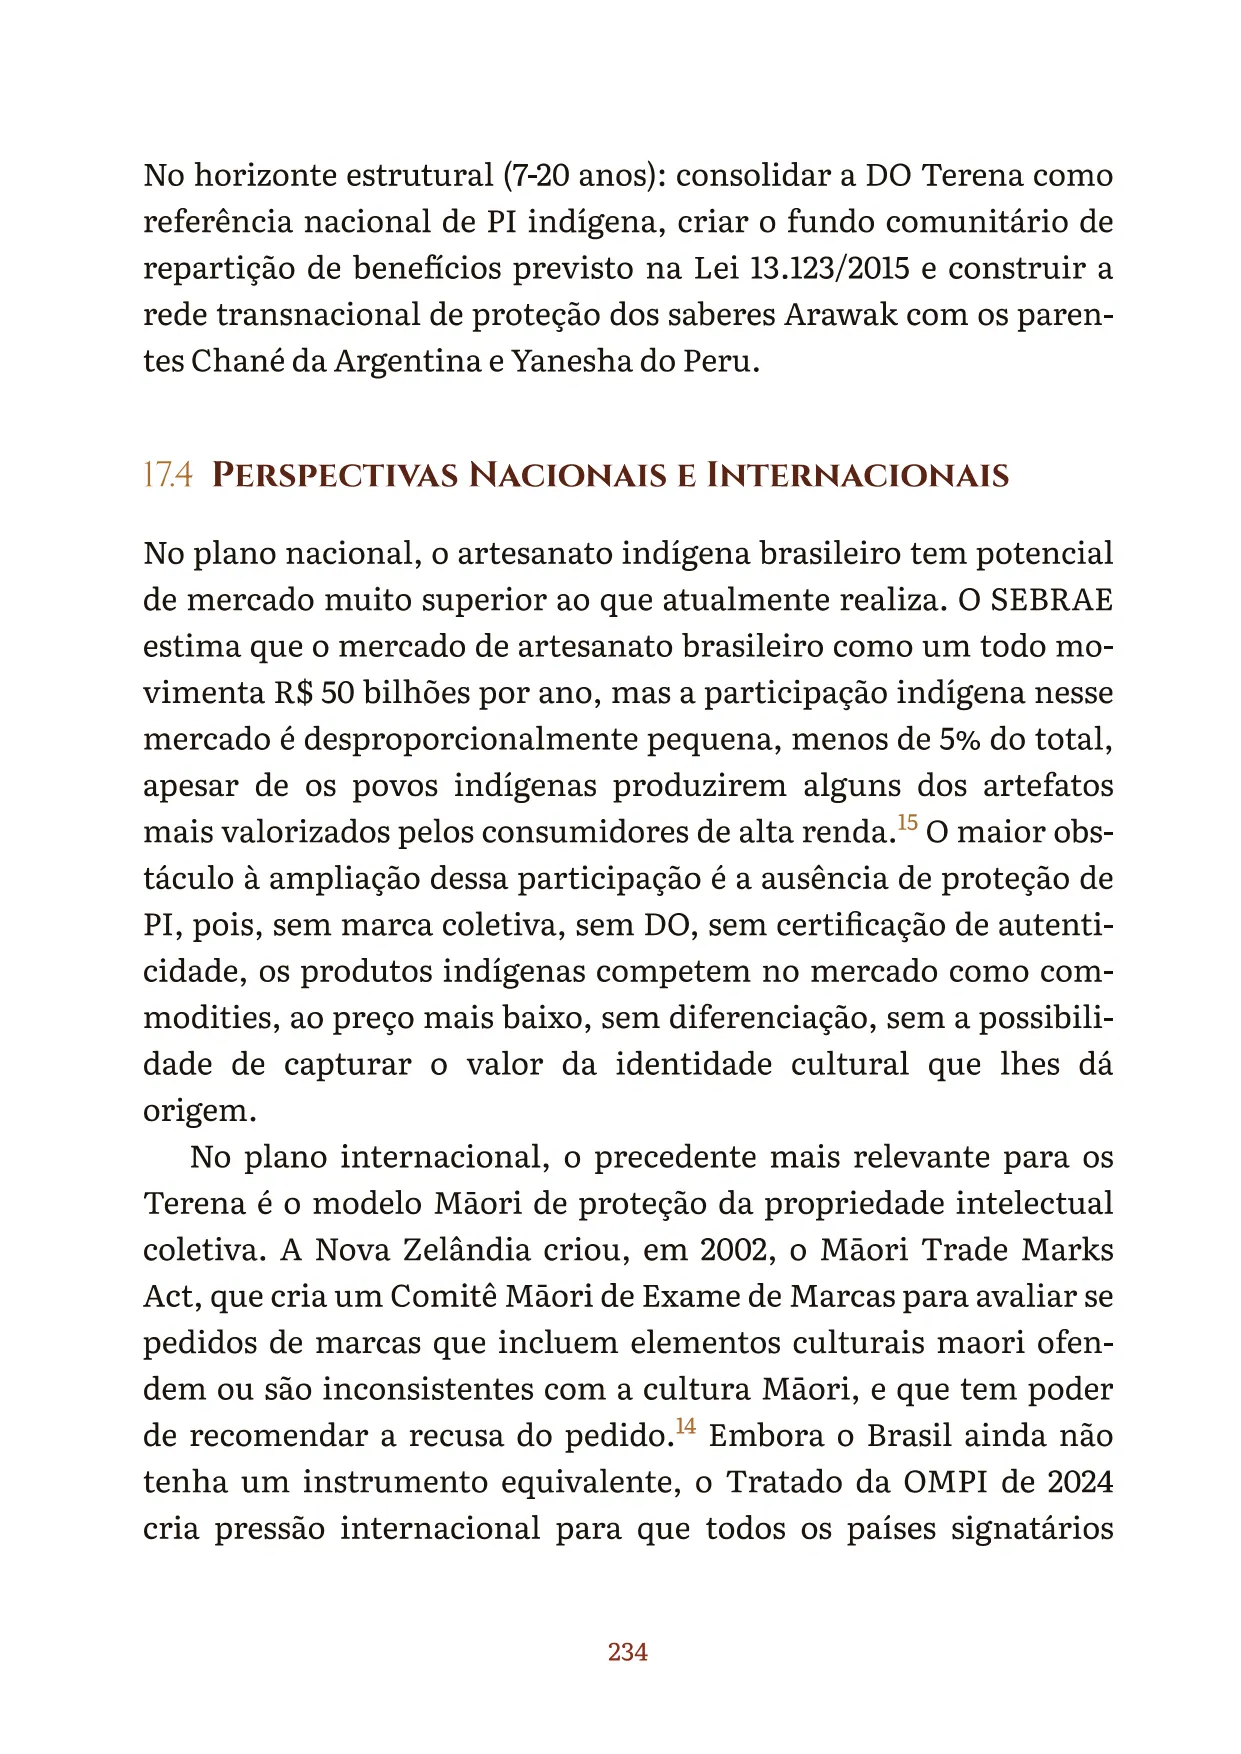 No horizonte estrutural (7-20 anos): consolidar a DO Terena como
referência nacional de PI indígena, criar o fundo comunitário de
repartição de benefícios previsto na Lei 13.123/2015 e construir a
rede transnacional de proteção dos saberes Arawak com os paren-
tes Chané da Argentina e Yanesha do Peru.
17.4 Perspectivas Nacionais e Internacionais
No plano nacional, o artesanato indígena brasileiro tem potencial
de mercado muito superior ao que atualmente realiza. O SEBRAE
estima que o mercado de artesanato brasileiro como um todo mo-
vimenta R$ 50 bilhões por ano, mas a participação indígena nesse
mercado é desproporcionalmente pequena, menos de 5% do total,
apesar de os povos indígenas produzirem alguns dos artefatos
mais valorizados pelos consumidores de alta renda.15 O maior obs-
táculo à ampliação dessa participação é a ausência de proteção de
PI, pois, sem marca coletiva, sem DO, sem certificação de autenti-
cidade, os produtos indígenas competem no mercado como com-
modities, ao preço mais baixo, sem diferenciação, sem a possibili-
dade de capturar o valor da identidade cultural que lhes dá
origem.
No plano internacional, o precedente mais relevante para os
Terena é o modelo Māori de proteção da propriedade intelectual
coletiva. A Nova Zelândia criou, em 2002, o Māori Trade Marks
Act, que cria um Comitê Māori de Exame de Marcas para avaliar se
pedidos de marcas que incluem elementos culturais maori ofen-
dem ou são inconsistentes com a cultura Māori, e que tem poder
de recomendar a recusa do pedido.14 Embora o Brasil ainda não
tenha um instrumento equivalente, o Tratado da OMPI de 2024
cria pressão internacional para que todos os países signatários
234